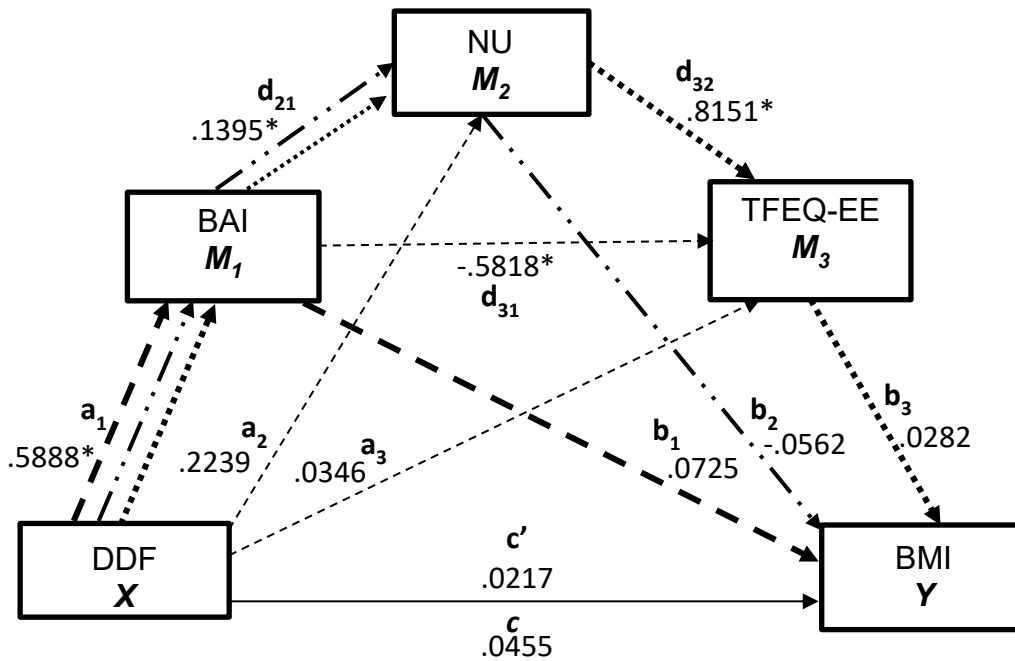 NU
M2
d21
.1395*
d32
.8151*
BAI
M1
TFEQ-EE
M3
-.5818*
d31
a1
.5888*
a2
.2239
a3
.0346
b1
.0725
b2
-.0562
b3
.0282
DDF
X
c’
.0217
c
.0455
BMI
Y